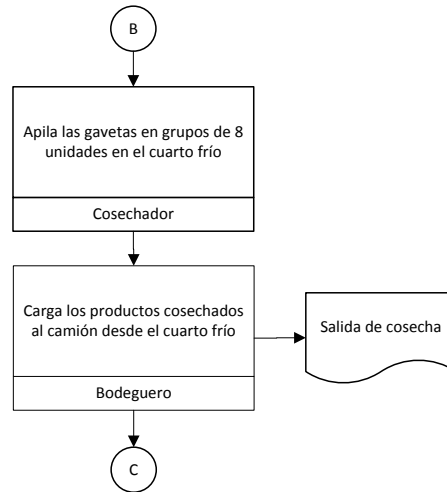 B
Apila las gavetas en grupos de 8
unidades en el cuarto frío
Cosechador
Carga los productos cosechados
al camión desde el cuarto frío
Salida de cosecha
Bodeguero
C